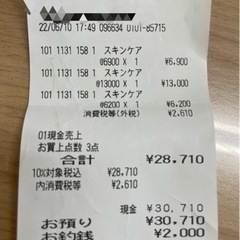 22/06/10 17:49 096634 0101-85715
101 1131 158 1 スキンケア
@6900 X 1 ¥6,900
101 1131 158 1 スキンケア
@13000 X 1 ¥13,000
101 1131 158 1 スキンケア
@6200 X 1 ¥6,200
消費税等(外税) ¥2,610
01現金売上
お買上点数 3点
合計 ¥28,710
10%対象税込 ¥28,710
内消費税等 ¥2,610
現金 ¥30,710
お預り ¥30,710
お釣銭 ¥2,000